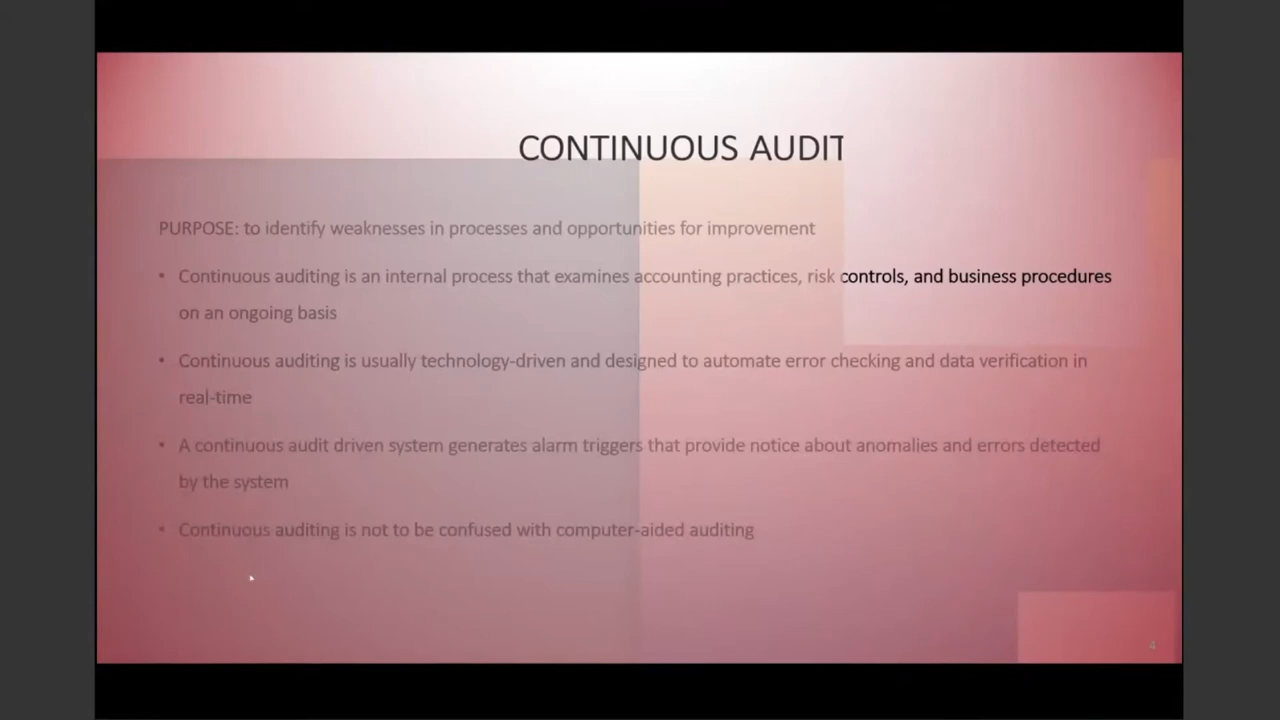 CONTINUOUS AUDIT
PURPOSE: to identify weaknesses in processes and opportunities for improvement
• Continuous auditing is an internal process that examines accounting practices, risk controls, and business procedures
on an ongoing basis
• Continuous auditing is usually technology-driven and designed to automate error checking and data verification in
real-time
• A continuous audit driven system generates alarm triggers that provide notice about anomalies and errors detected
by the system
• Continuous auditing is not to be confused with computer-aided auditing
4